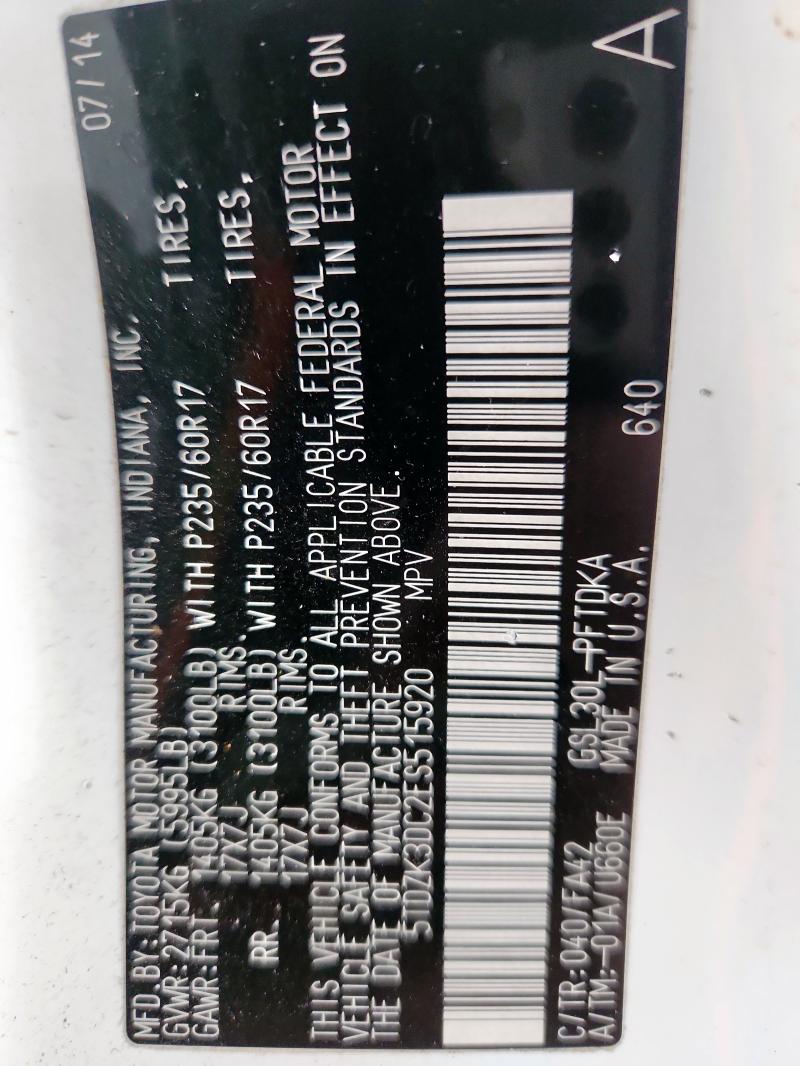 MFD.BY:TOYOTA MOTOR MANUFACTURING, INDIANA, INC. 07/14
GVWR:2715KG (5995LB)
GAWR:FRT. 1405KG (3100LB) WITH P235/60R17 TIRES,
17X7J RIMS.
RR. 1405KG (3100LB) WITH P235/60R17 TIRES,
17X7J RIMS.
THIS VEHICLE CONFORMS TO ALL APPLICABLE FEDERAL MOTOR
VEHICLE SAFETY AND THEFT PREVENTION STANDARDS IN EFFECT ON
THE DATE OF MANUFACTURE SHOWN ABOVE.
5TDZK3DC2ES515920 MPV
C/TR:040/FA42 GSL30L-PFTDKA
A/TM:-01A/U660E MADE IN U.S.A. 640 A